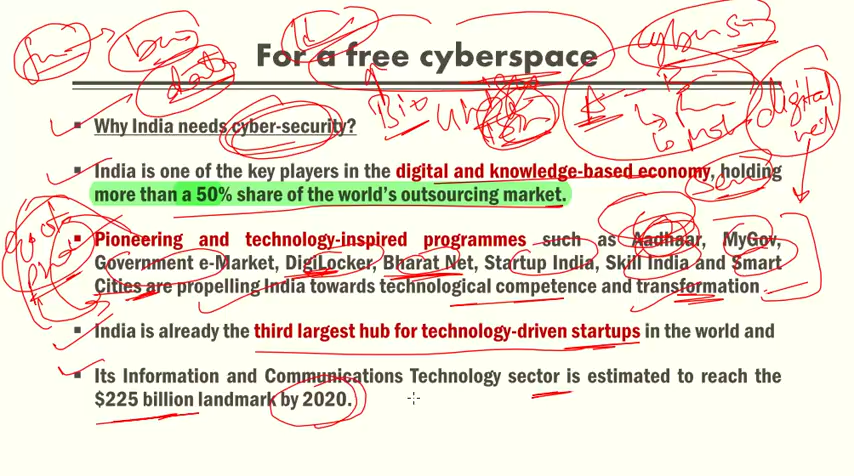 For a free cyberspace
Why India needs cyber-security?
India is one of the key players in the digital and knowledge-based economy, holding
more than a 50% share of the world's outsourcing market.
Pioneering and technology-inspired programmes such as Aadhaar, MyGov,
Government e-Market, DigiLocker, Bharat Net, Startup India, Skill India and Smart
Cities are propelling India towards technological competence and transformation
India is already the third largest hub for technology-driven startups in the world and
Its Information and Communications Technology sector is estimated to reach the
$225 billion landmark by 2020.
data
Bio
digital